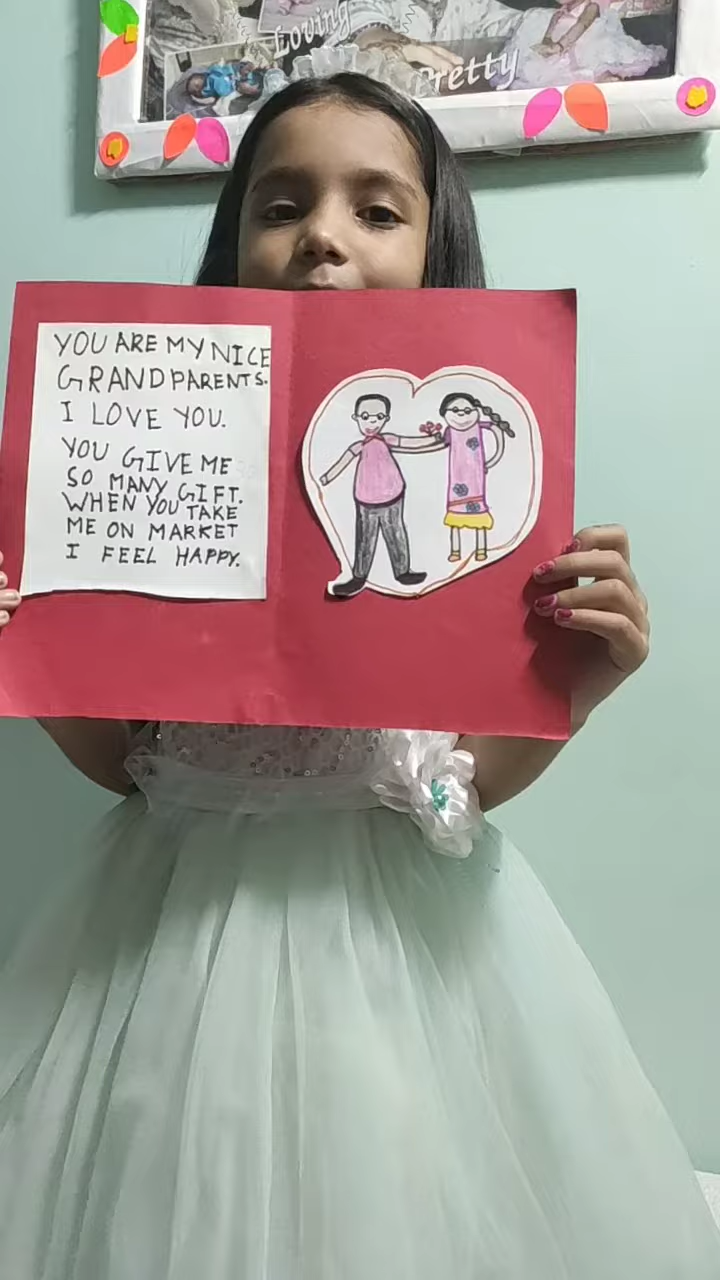 Loving
Pretty
YOU ARE MY NICE
GRANDPARENTS.
I LOVE YOU.
YOU GIVE ME
SO MANY GIFT.
WHEN YOU TAKE
ME ON MARKET
I FEEL HAPPY.